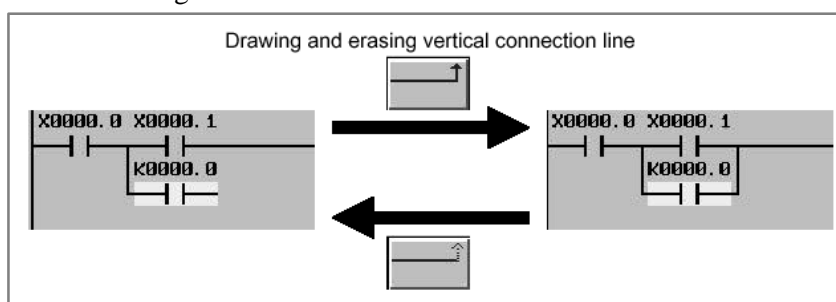 Drawing and erasing vertical connection line
X0000.0 X0000.1
K0000.0
X0000.0 X0000.1
K0000.0